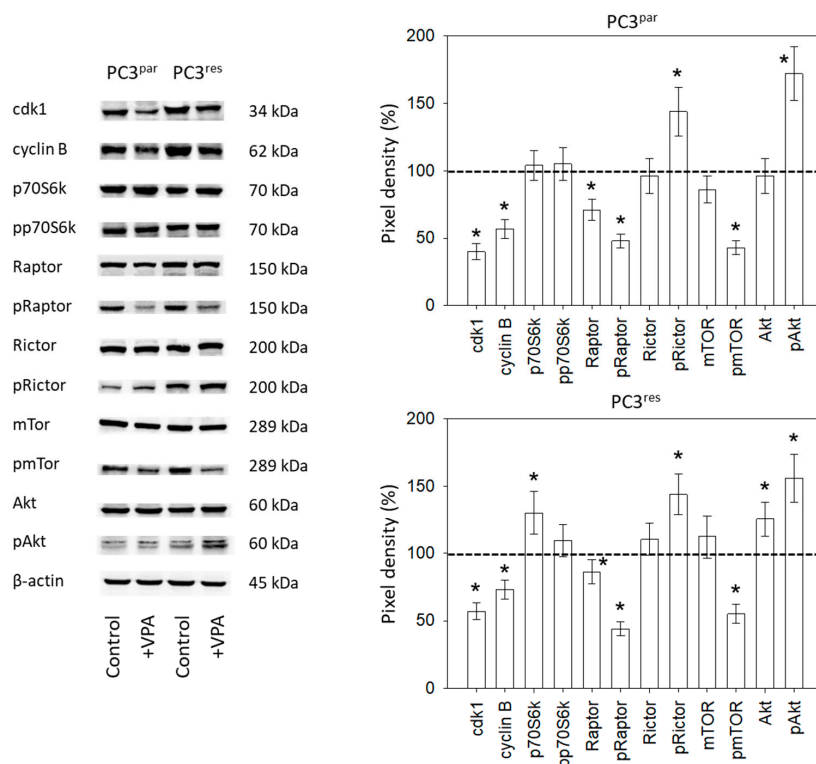 PC3par PC3res
cdk1 34 kDa
cyclin B 62 kDa
p70S6k 70 kDa
pp70S6k 70 kDa
Raptor 150 kDa
pRaptor 150 kDa
Rictor 200 kDa
pRictor 200 kDa
mTor 289 kDa
pmTor 289 kDa
Akt 60 kDa
pAkt 60 kDa
β-actin 45 kDa
Control +VPA Control +VPA
PC3par
Pixel density (%)
200
150
100
50
0
* * * * * * *
cdk1 cyclin B p70S6k pp70S6k Raptor pRaptor Rictor pRictor mTOR pmTOR Akt pAkt
PC3res
Pixel density (%)
200
150
100
50
0
* * * * * * * * *
cdk1 cyclin B p70S6k pp70S6k Raptor pRaptor Rictor pRictor mTOR pmTOR Akt pAkt